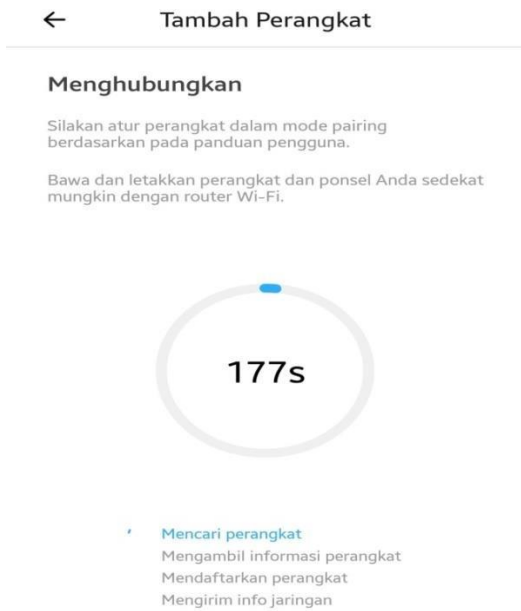 Tambah Perangkat
Menghubungkan
Silakan atur perangkat dalam mode pairing
berdasarkan pada panduan pengguna.
Bawa dan letakkan perangkat dan ponsel Anda sedekat
mungkin dengan router Wi-Fi.
177s
Mencari perangkat
Mengambil informasi perangkat
Mendaftarkan perangkat
Mengirim info jaringan